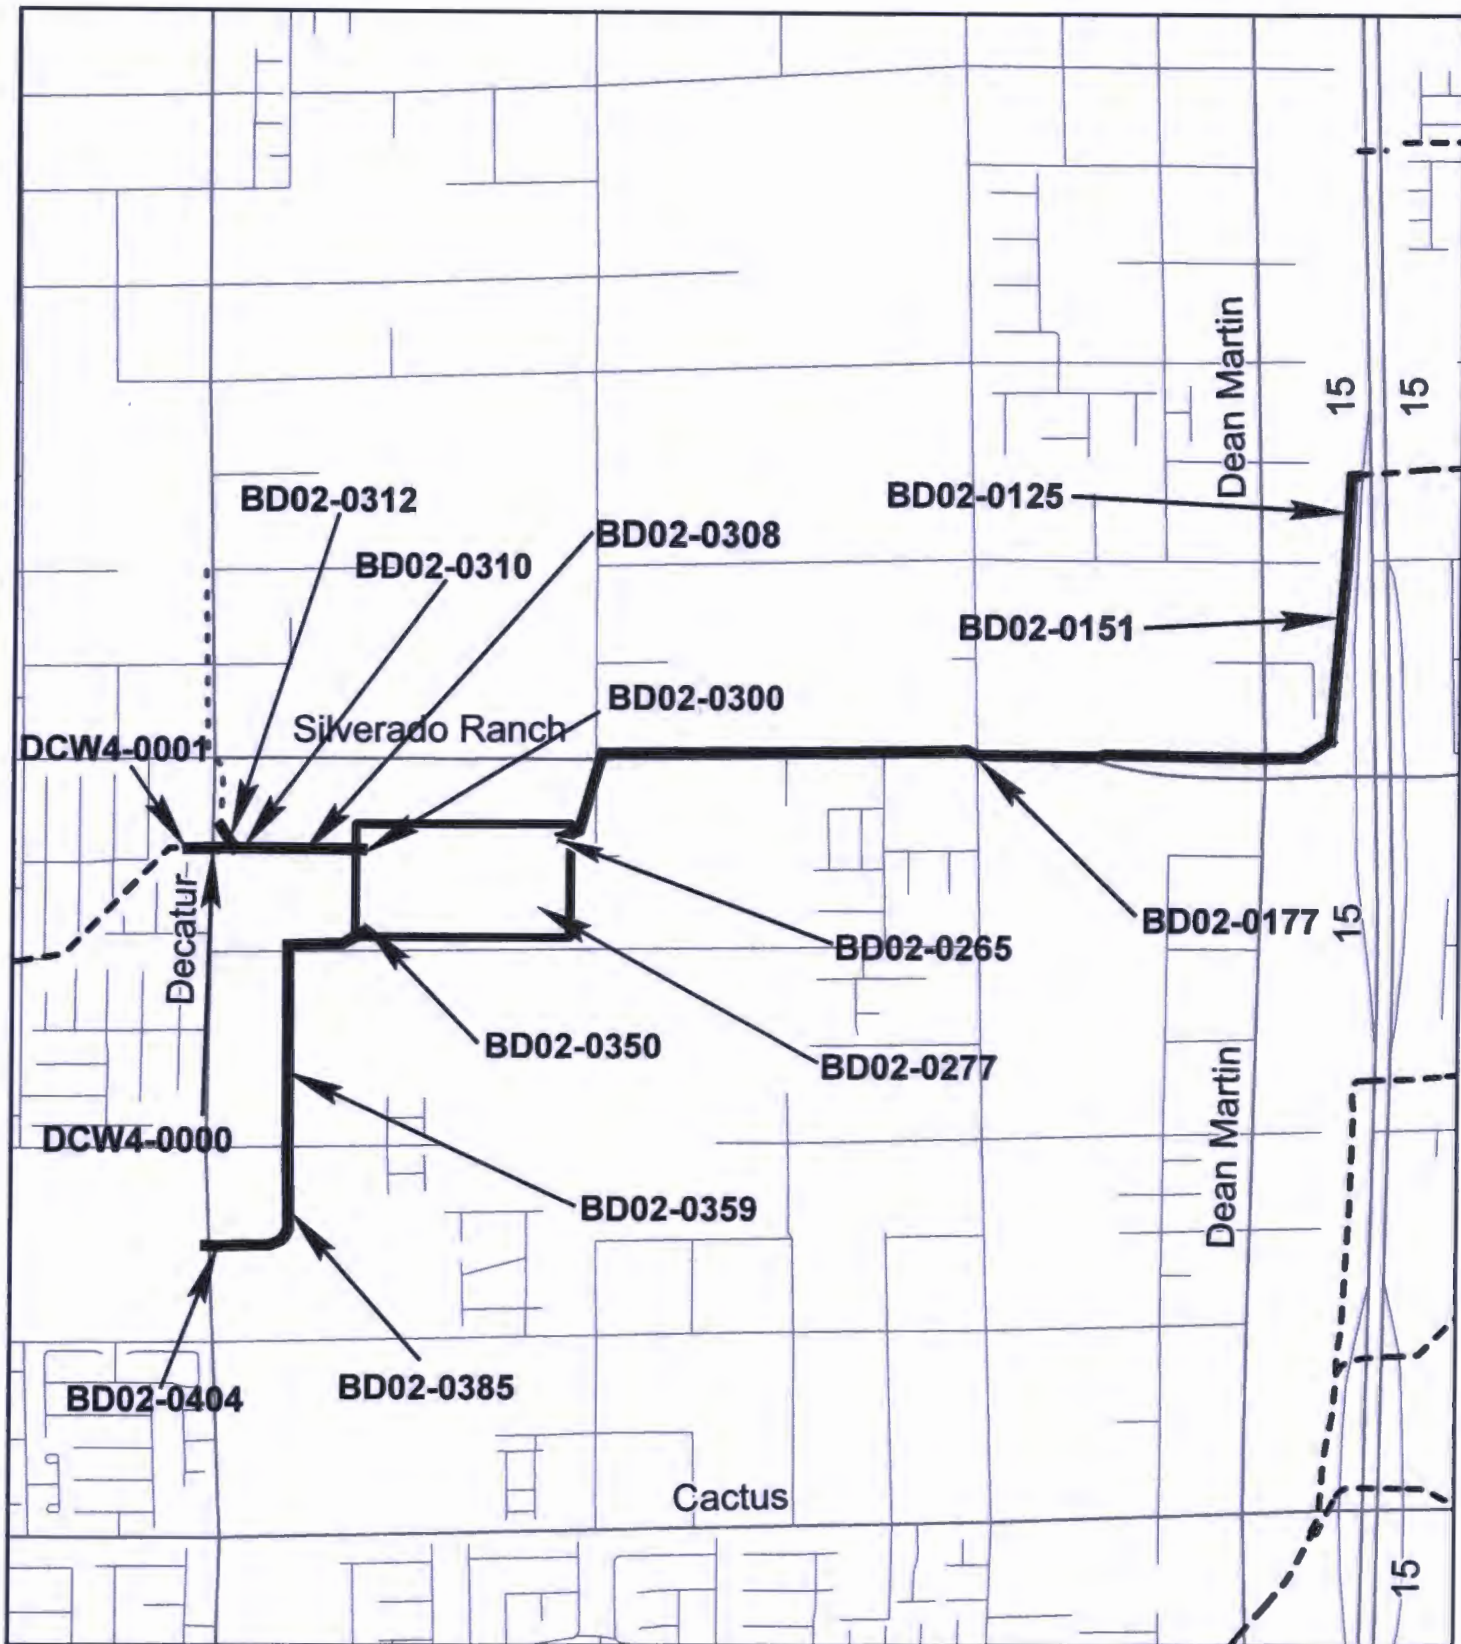 Dean Martin
15
15
BD02-0125
BD02-0312
BD02-0308
BD02-0310
BD02-0151
BD02-0300
Silverado Ranch
DCW4-0001
Decatur
BD02-0177
15
BD02-0265
BD02-0350
BD02-0277
DCW4-0000
Dean Martin
BD02-0359
BD02-0385
BD02-0404
Cactus
15